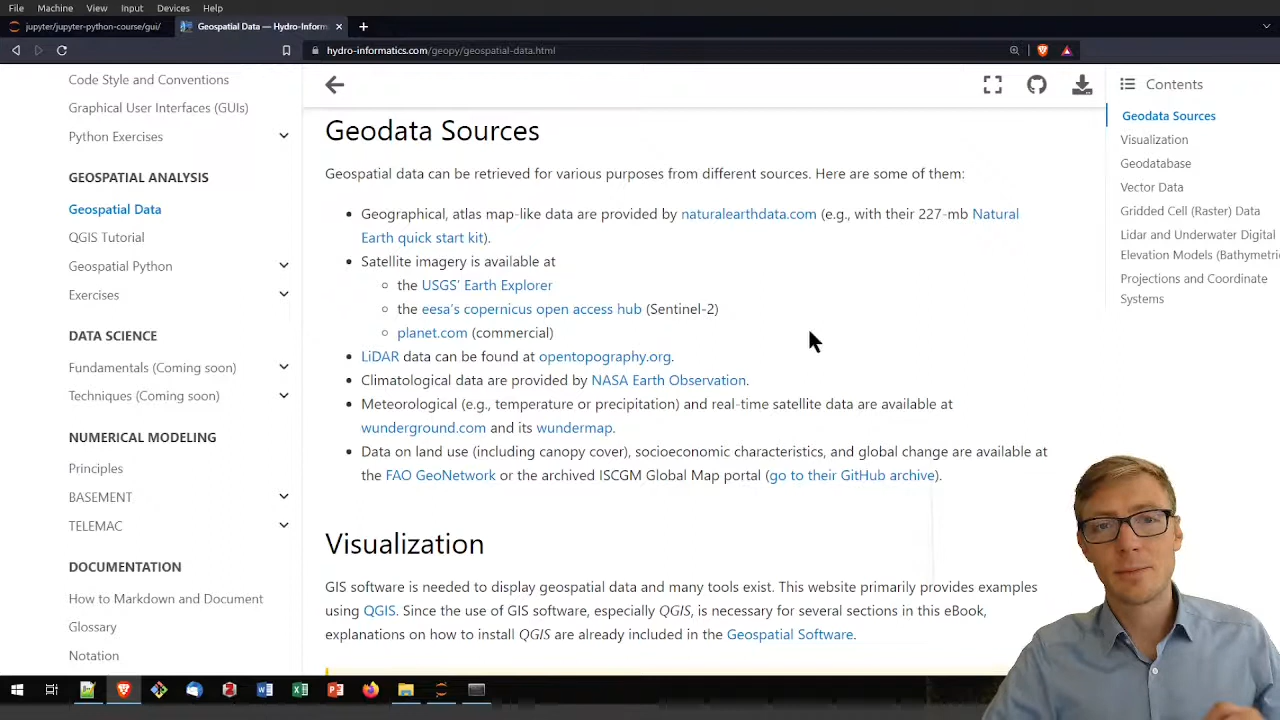 File Machine View Input Devices Help
jupyter/jupyter-python-course/gui/
Geospatial Data — Hydro-Inform
hydro-informatics.com/geopy/geospatial-data.html
Code Style and Conventions
Graphical User Interfaces (GUIs)
Python Exercises
GEOSPATIAL ANALYSIS
Geospatial Data
QGIS Tutorial
Geospatial Python
Exercises
DATA SCIENCE
Fundamentals (Coming soon)
Techniques (Coming soon)
NUMERICAL MODELING
Principles
BASEMENT
TELEMAC
DOCUMENTATION
How to Markdown and Document
Glossary
Notation
Geodata Sources
Geospatial data can be retrieved for various purposes from different sources. Here are some of them:
• Geographical, atlas map-like data are provided by naturalearthdata.com (e.g., with their 227-mb Natural
Earth quick start kit).
• Satellite imagery is available at
◦ the USGS’ Earth Explorer
◦ the eesa’s copernicus open access hub (Sentinel-2)
◦ planet.com (commercial)
• LiDAR data can be found at opentopography.org.
• Climatological data are provided by NASA Earth Observation.
• Meteorological (e.g., temperature or precipitation) and real-time satellite data are available at
wunderground.com and its wundermap.
• Data on land use (including canopy cover), socioeconomic characteristics, and global change are available at
the FAO GeoNetwork or the archived ISCGM Global Map portal (go to their GitHub archive).
Visualization
GIS software is needed to display geospatial data and many tools exist. This website primarily provides examples
using QGIS. Since the use of GIS software, especially QGIS, is necessary for several sections in this eBook,
explanations on how to install QGIS are already included in the Geospatial Software.
Contents
Geodata Sources
Visualization
Geodatabase
Vector Data
Gridded Cell (Raster) Data
Lidar and Underwater Digital
Elevation Models (Bathymetri
Projections and Coordinate
Systems